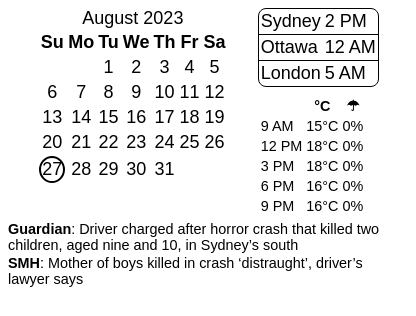 August 2023
Su Mo Tu We Th Fr Sa
1 2 3 4 5
6 7 8 9 10 11 12
13 14 15 16 17 18 19
20 21 22 23 24 25 26
27 28 29 30 31
Sydney 2 PM
Ottawa 12 AM
London 5 AM
°C ☂
9 AM 15°C 0%
12 PM 18°C 0%
3 PM 18°C 0%
6 PM 16°C 0%
9 PM 16°C 0%
Guardian: Driver charged after horror crash that killed two
children, aged nine and 10, in Sydney’s south
SMH: Mother of boys killed in crash ‘distraught’, driver’s
lawyer says